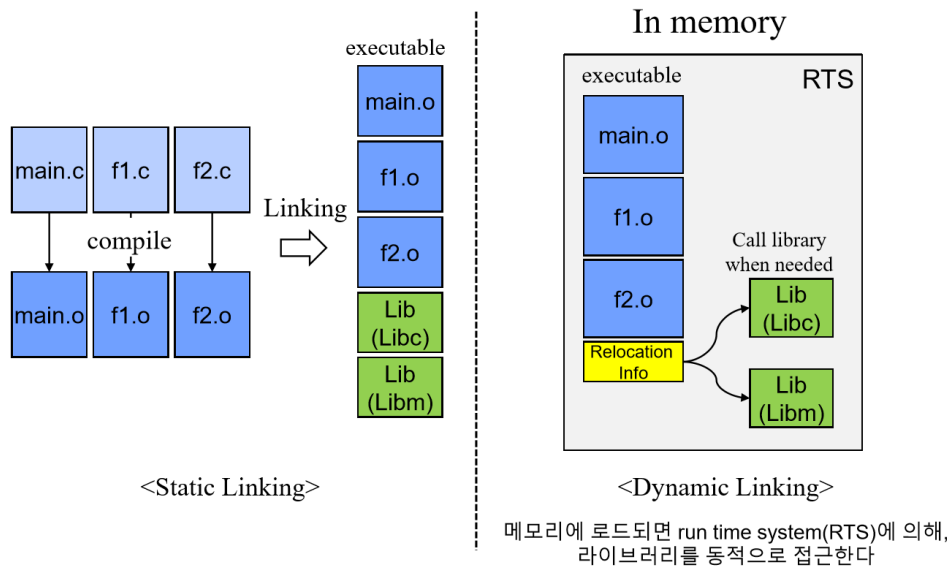 executable
main.o
f1.o
f2.o
Lib
(Libc)
Lib
(Libm)
main.c
f1.c
f2.c
compile
main.o
f1.o
f2.o
Linking
<Static Linking>
In memory
RTS
executable
main.o
f1.o
f2.o
Relocation
Info
Call library
when needed
Lib
(Libc)
Lib
(Libm)
<Dynamic Linking>
메모리에 로드되면 run time system(RTS)에 의해,
라이브러리를 동적으로 접근한다